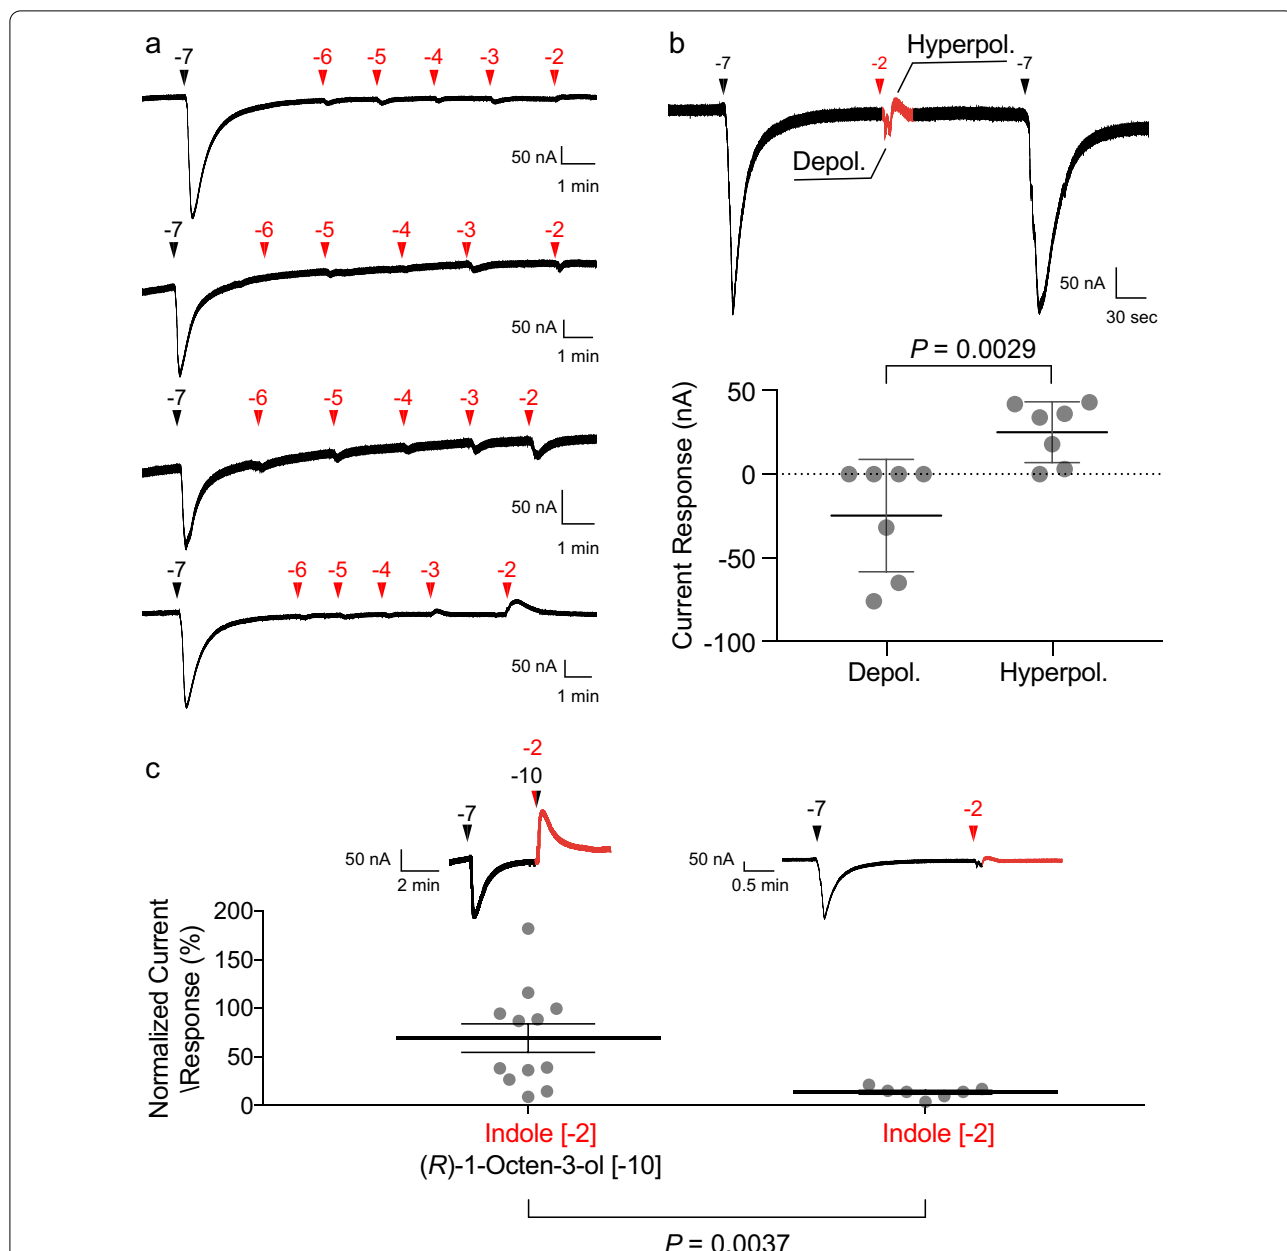 a
-7 -6 -5 -4 -3 -2
50 nA
1 min
-7 -6 -5 -4 -3 -2
50 nA
1 min
-7 -6 -5 -4 -3 -2
50 nA
1 min
-7 -6 -5 -4 -3 -2
50 nA
1 min
b
Hyperpol.
-7 -2 -7
Depol.
50 nA
30 sec
P = 0.0029
Current Response (nA)
50
0
-50
-100
Depol. Hyperpol.
c
-2
-10
-7
50 nA
2 min
-7 -2
50 nA
0.5 min
Normalized Current
\Response (%)
200
150
100
50
0
Indole [-2] Indole [-2]
(R)-1-Octen-3-ol [-10]
P = 0.0037